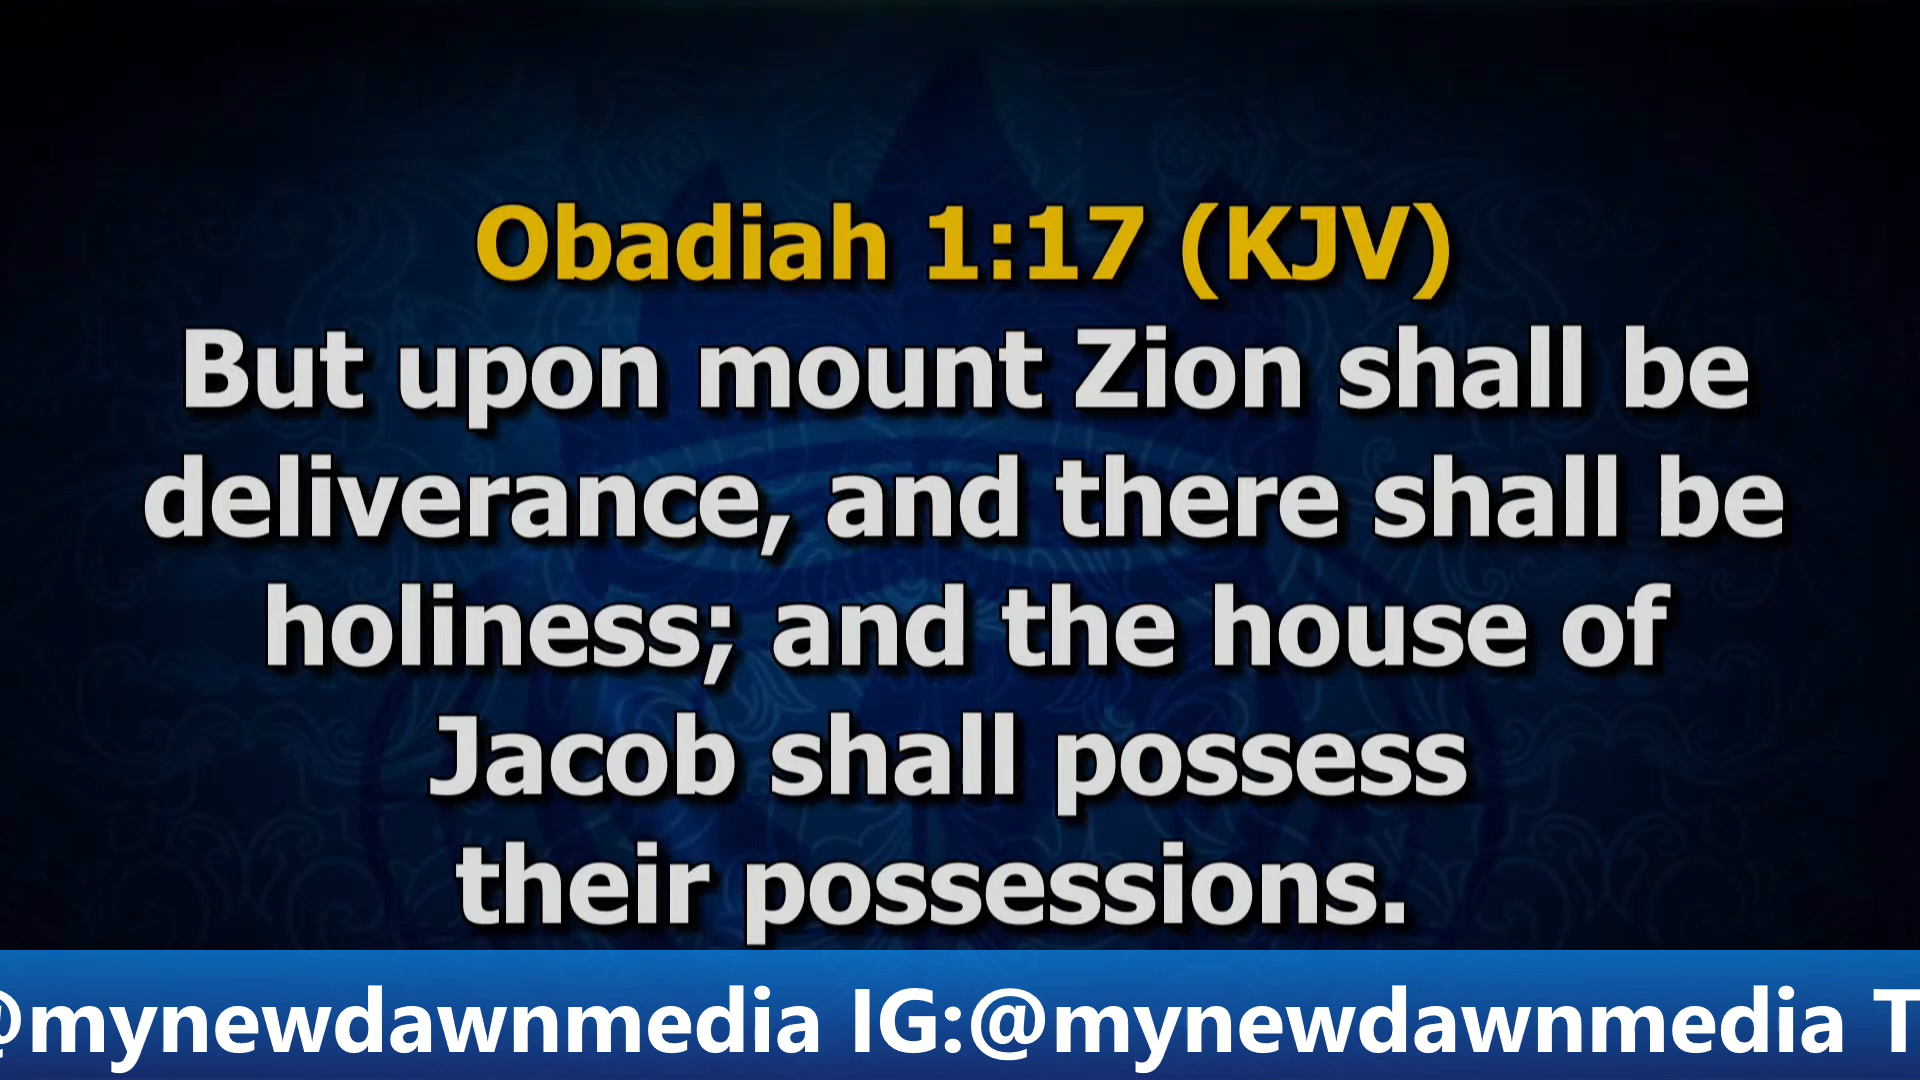 Obadiah 1:17 (KJV)
But upon mount Zion shall be
deliverance, and there shall be
holiness; and the house of
Jacob shall possess
their possessions.
@mynewdawnmedia IG:@mynewdawnmedia T